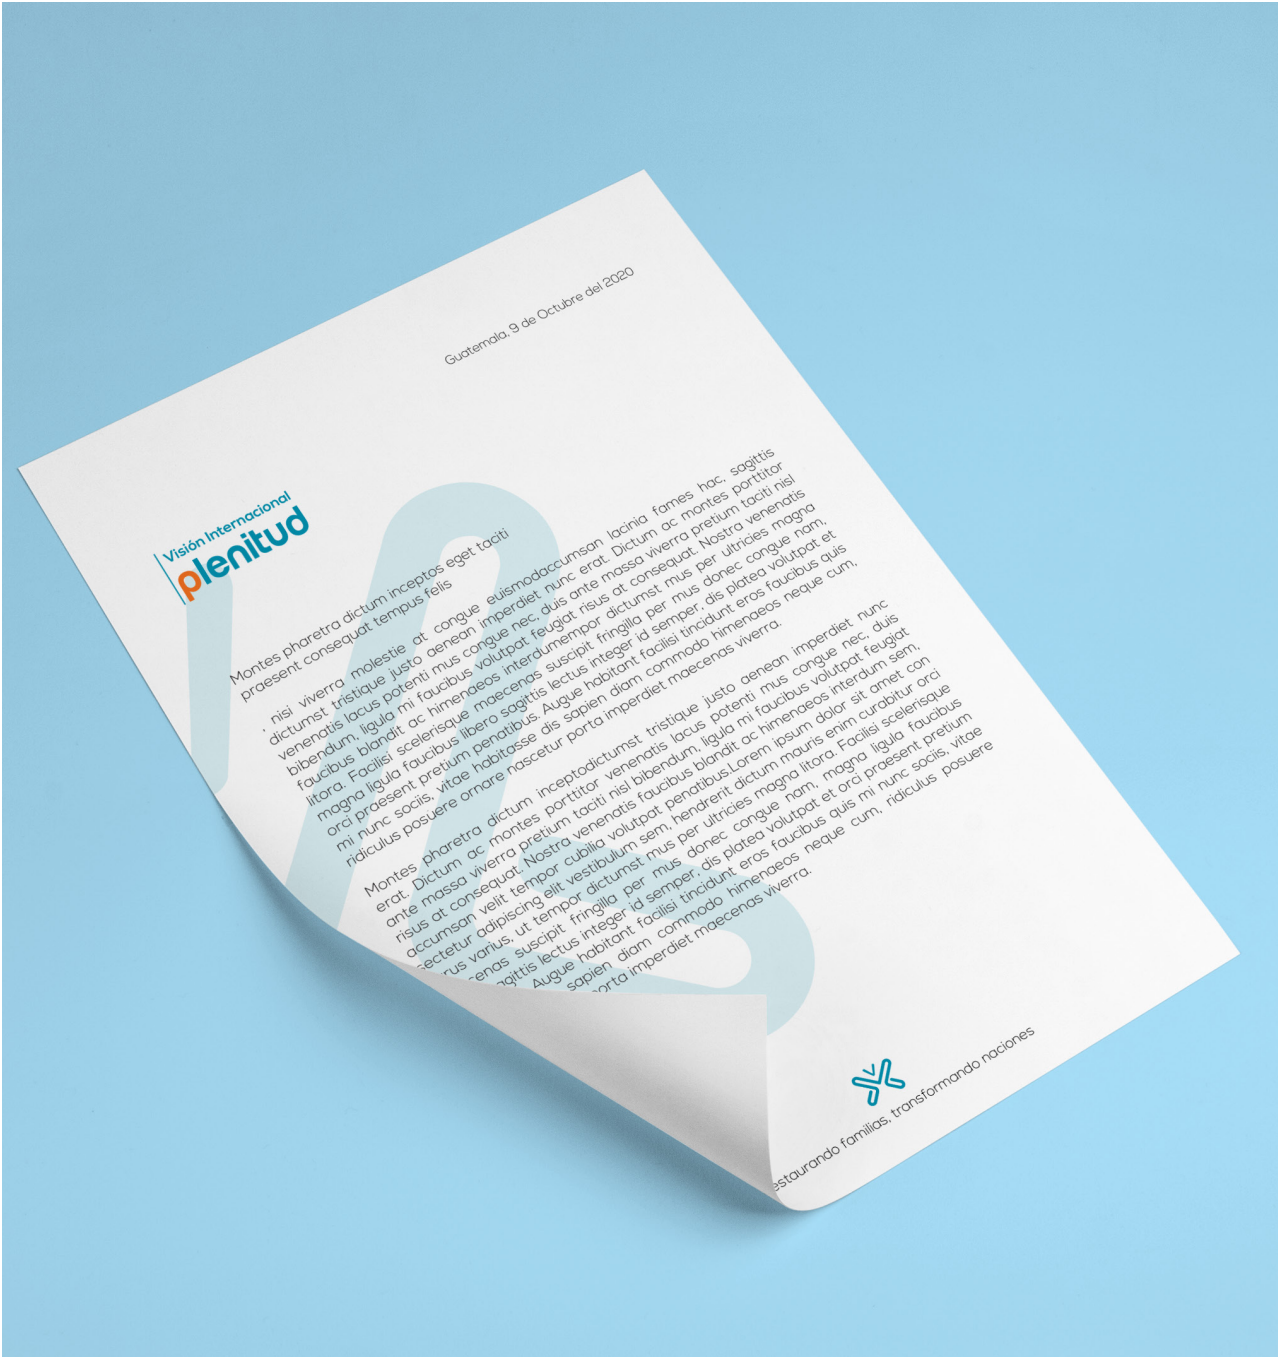 Guatemala, 9 de Octubre del 2020
Visión Internacional
plenitud
Montes pharetra dictum inceptos eget taciti
praesent consequat tempus felis
, nisi viverra molestie at congue euismodaccumsan lacinia fames hac, sagittis
dictumst tristique justo aenean imperdiet nunc erat. Dictum ac montes porttitor
venenatis lacus potenti mus congue nec, duis ante massa viverra pretium taciti nisl
bibendum, ligula mi faucibus volutpat feugiat risus at consequat. Nostra venenatis
faucibus blandit ac himenaeos interdumempor dictumst mus per ultricies magna
litora. Facilisi scelerisque maecenas suscipit fringilla per mus donec congue nam,
magna ligula faucibus libero sagittis lectus integer id semper, dis platea volutpat et
orci praesent pretium penatibus. Augue habitant facilisi tincidunt eros faucibus quis
mi nunc sociis, vitae habitasse dis sapien diam commodo himenaeos neque cum,
ridiculus posuere ornare nascetur porta imperdiet maecenas viverra.
Montes pharetra dictum inceptodictumst tristique justo aenean imperdiet nunc
erat. Dictum ac montes porttitor venenatis lacus potenti mus congue nec, duis
ante massa viverra pretium taciti nisl bibendum, ligula mi faucibus volutpat feugiat
risus at consequat. Nostra venenatis faucibus blandit ac himenaeos interdum sem,
accumsan velit tempor cubilia volutpat penatibus.Lorem ipsum dolor sit amet con
sectetur adipiscing elit vestibulum sem, hendrerit dictum mauris enim curabitur orci
rus varius, ut tempor dictumst mus per ultricies magna litora. Facilisi scelerisque
cenas suscipit fringilla per mus donec congue nam, magna ligula faucibus
agittis lectus integer id semper, dis platea volutpat et orci praesent pretium
Augue habitant facilisi tincidunt eros faucibus quis mi nunc sociis, vitae
sapien diam commodo himenaeos neque cum, ridiculus posuere
orta imperdiet maecenas viverra.
estaurando familias, transformando naciones